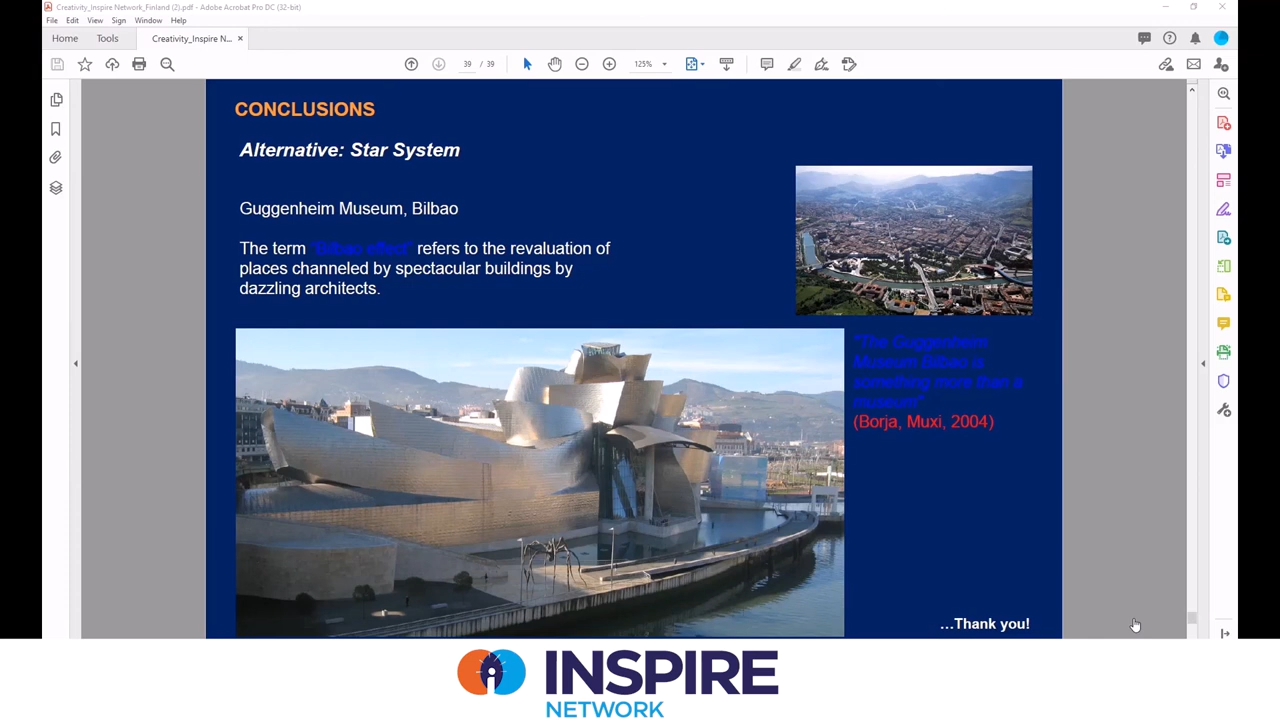 Creativity_Inspire Network_Finland (2).pdf - Adobe Acrobat Pro DC (32-bit)
File Edit View Sign Window Help
Home Tools Creativity_Inspire N... ×
39 / 39 125%
CONCLUSIONS
Alternative: Star System
Guggenheim Museum, Bilbao
The term "Bilbao effect" refers to the revaluation of
places channeled by spectacular buildings by
dazzling architects.
"The Guggenheim
Museum Bilbao is
something more than a
museum"
(Borja, Muxi, 2004)
…Thank you!
INSPIRE
NETWORK